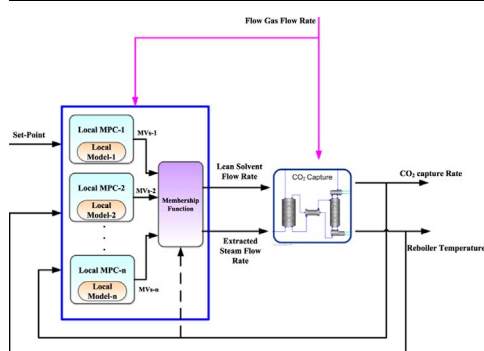 Flow Gas Flow Rate
Set-Point
Local MPC-1
Local
Model-1
MVs-1
Local MPC-2
Local
Model-2
MVs-2
Local MPC-n
Local
Model-n
MVs-n
Membership
Function
Lean Solvent
Flow Rate
Extracted
Steam Flow
Rate
CO₂ Capture
CO₂ capture Rate
Reboiler Temperature